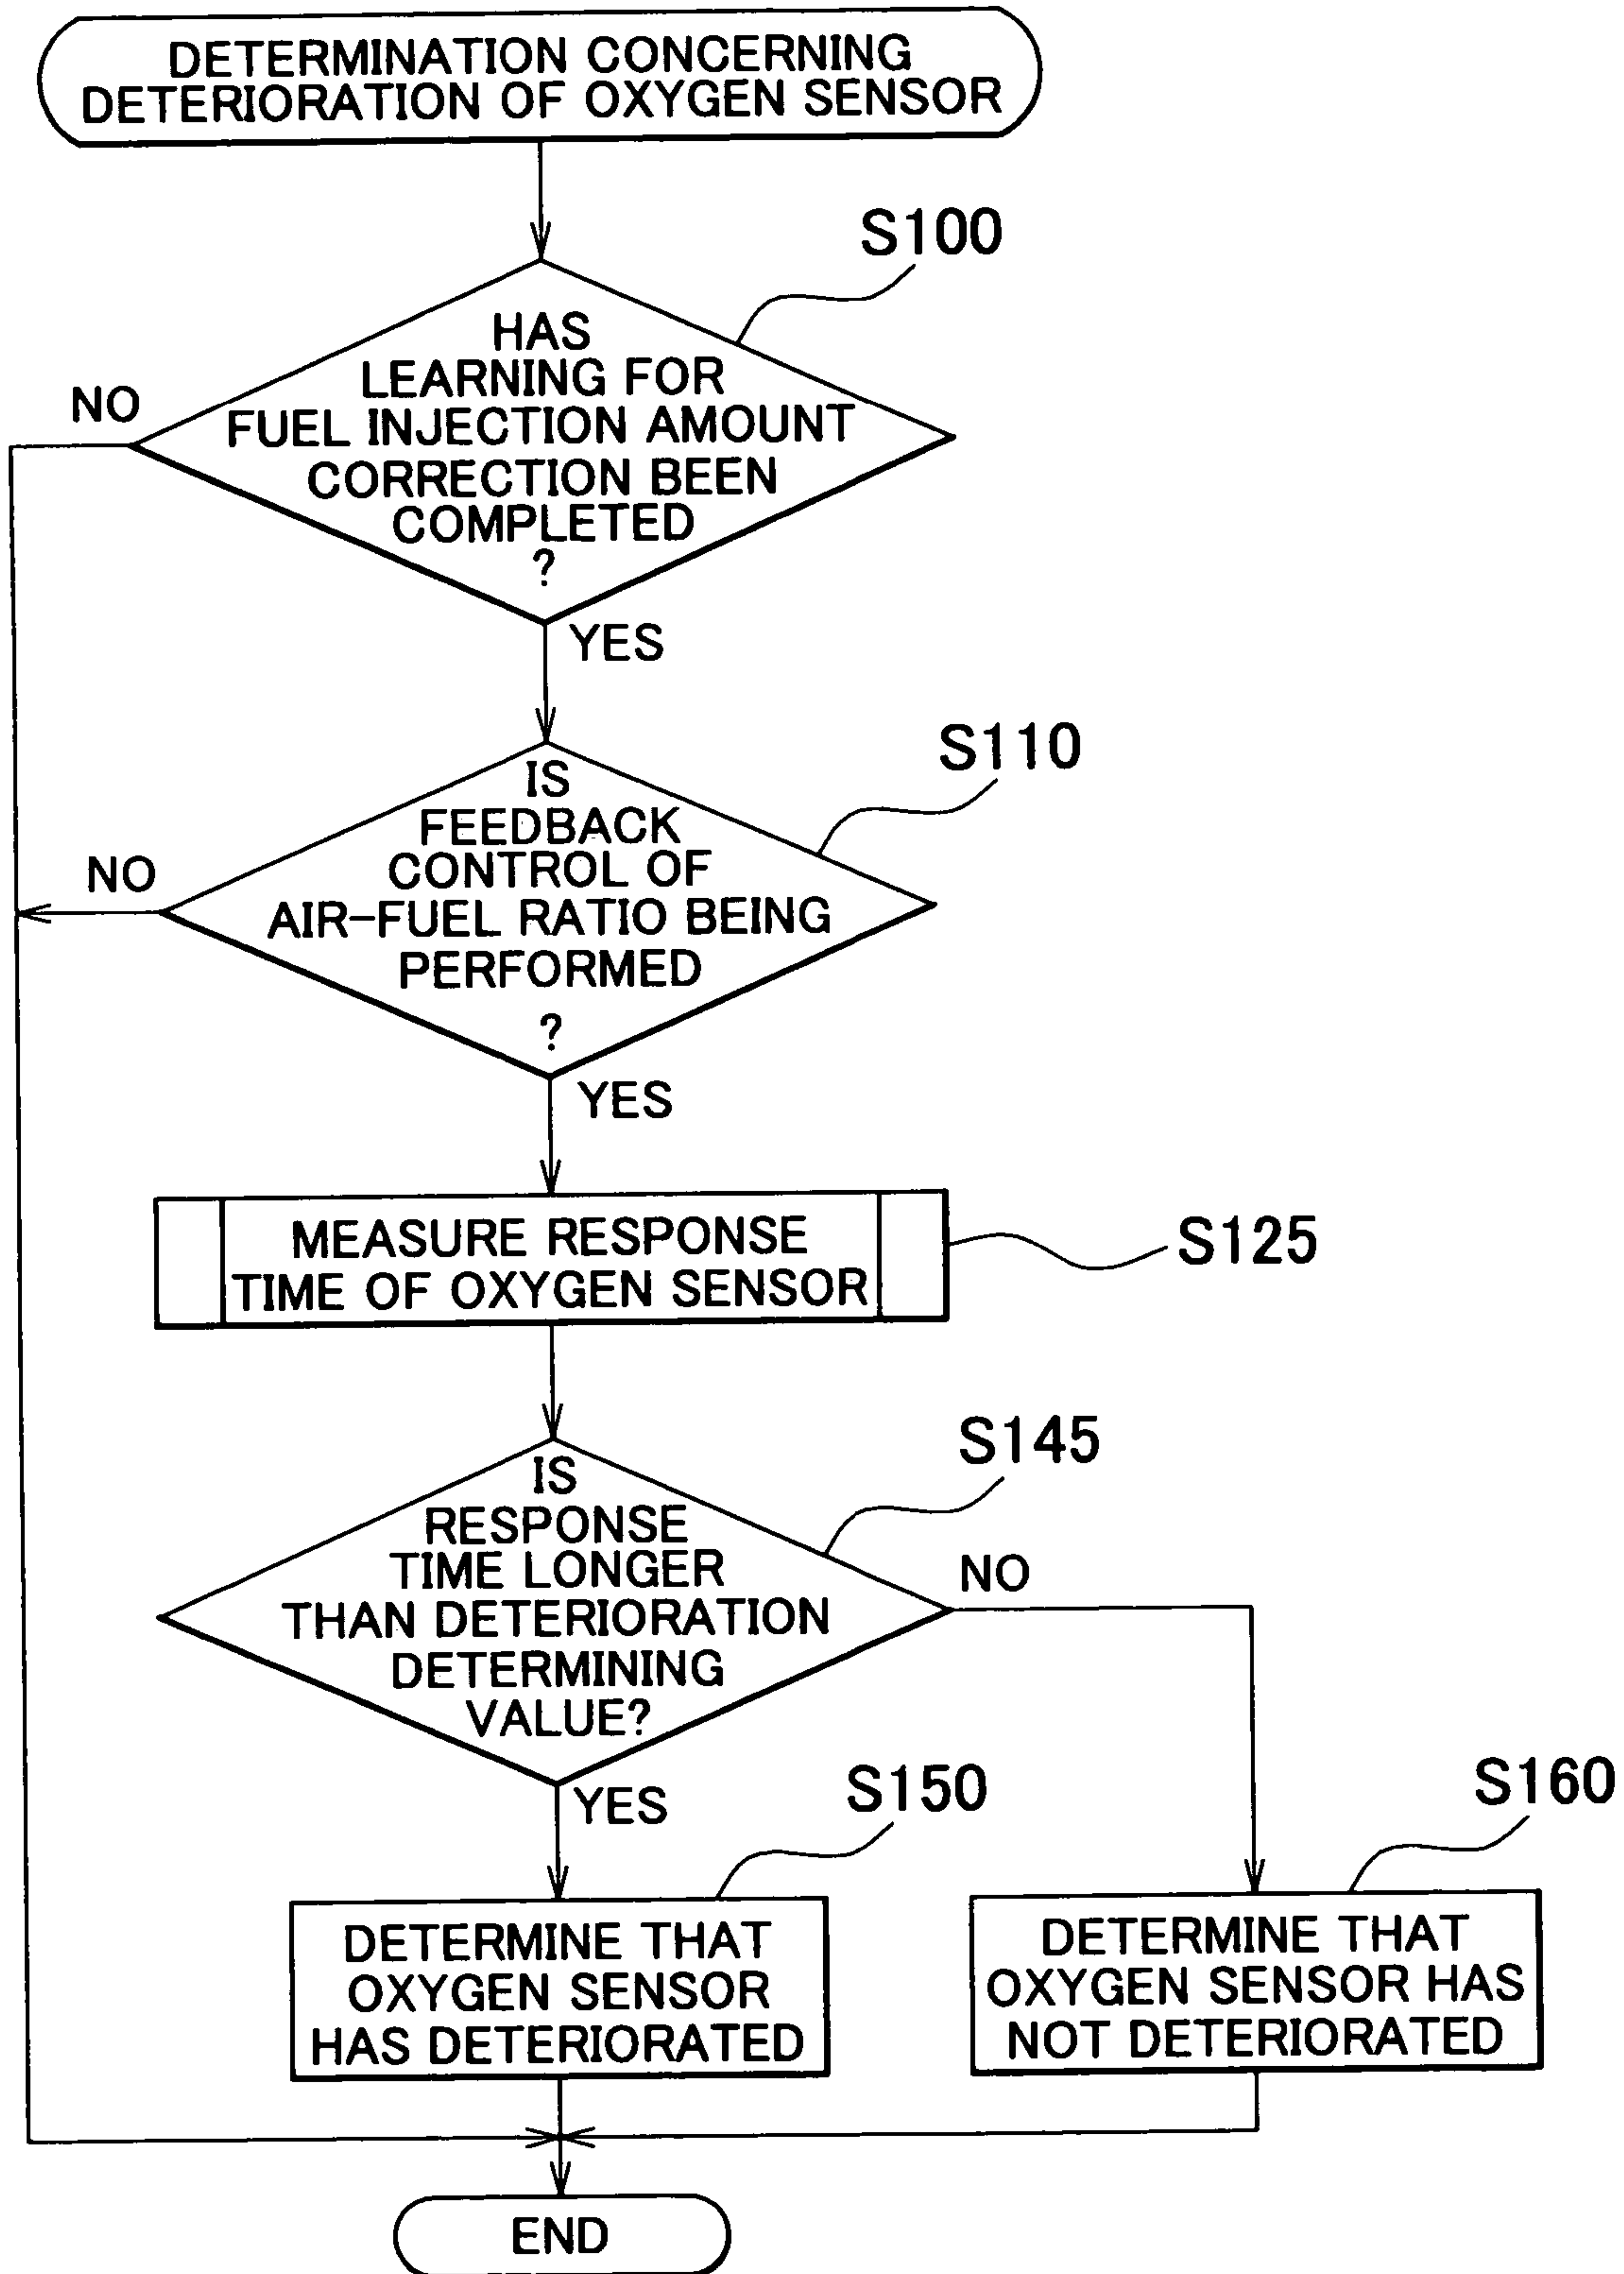 DETERMINATION CONCERNING
DETERIORATION OF OXYGEN SENSOR
S100
HAS
LEARNING FOR
FUEL INJECTION AMOUNT
CORRECTION BEEN
COMPLETED
?
NO
YES
S110
IS
FEEDBACK
CONTROL OF
AIR-FUEL RATIO BEING
PERFORMED
?
NO
YES
MEASURE RESPONSE
TIME OF OXYGEN SENSOR
S125
S145
IS
RESPONSE
TIME LONGER
THAN DETERIORATION
DETERMINING
VALUE?
NO
YES
S150
S160
DETERMINE THAT
OXYGEN SENSOR
HAS DETERIORATED
DETERMINE THAT
OXYGEN SENSOR HAS
NOT DETERIORATED
END